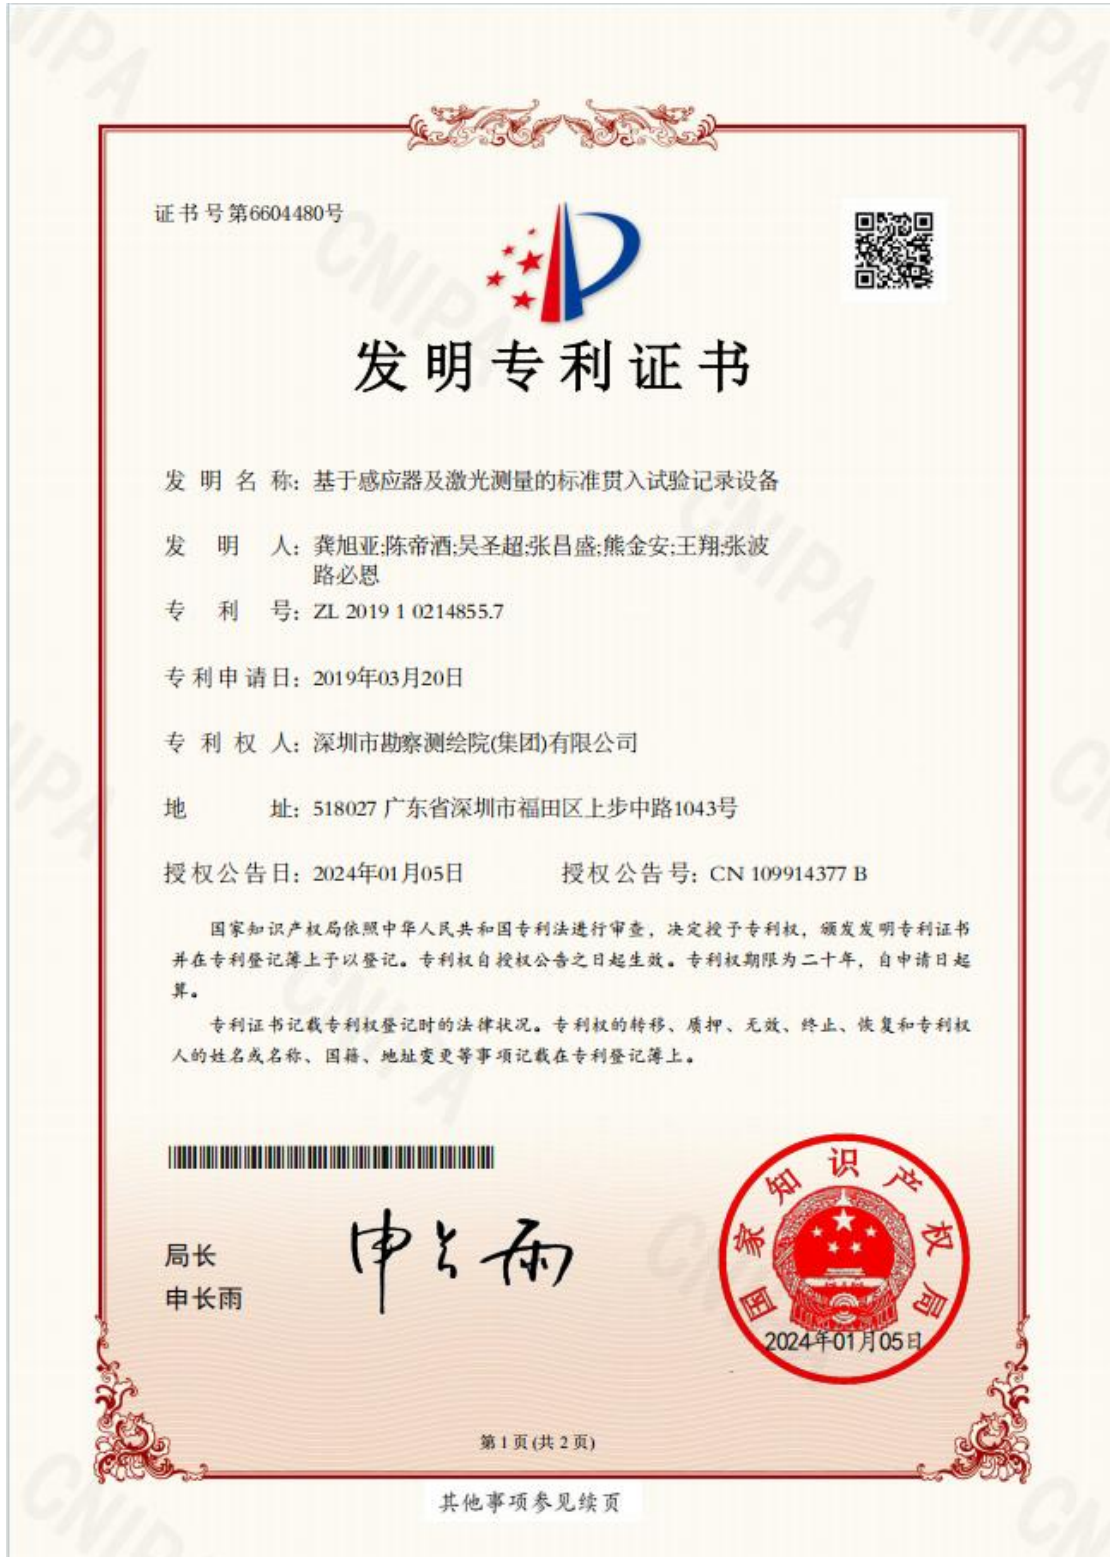 证书号第6604480号
发明专利证书
发明名称：基于感应器及激光测量的标准贯入试验记录设备
发明人：龚旭亚;陈帝酒;吴圣超;张昌盛;熊金安;王翔;张波
路必恩
专利号：ZL 2019 1 0214855.7
专利申请日：2019年03月20日
专利权人：深圳市勘察测绘院(集团)有限公司
地址：518027 广东省深圳市福田区上步中路1043号
授权公告日：2024年01月05日 授权公告号：CN 109914377 B
国家知识产权局依照中华人民共和国专利法进行审查，决定授予专利权，颁发发明专利证书
并在专利登记簿上予以登记。专利权自授权公告之日起生效。专利权期限为二十年，自申请日起
算。
专利证书记载专利权登记时的法律状况。专利权的转移、质押、无效、终止、恢复和专利权
人的姓名或名称、国籍、地址变更等事项记载在专利登记簿上。
局长
申长雨
申长雨
国家知识产权局
2024年01月05日
第1页(共2页)
其他事项参见续页
CNIPA